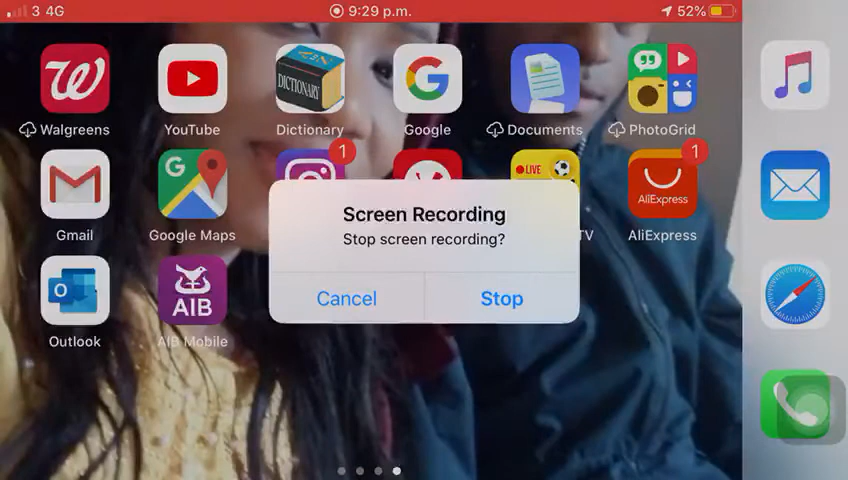 3 4G 9:29 p.m. 52%
DICTIONARY
Walgreens YouTube Dictionary Google Documents PhotoGrid
1 LIVE 1
AliExpress
Gmail Google Maps TV AliExpress
Screen Recording
Stop screen recording?
Cancel Stop
AIB
Outlook AIB Mobile